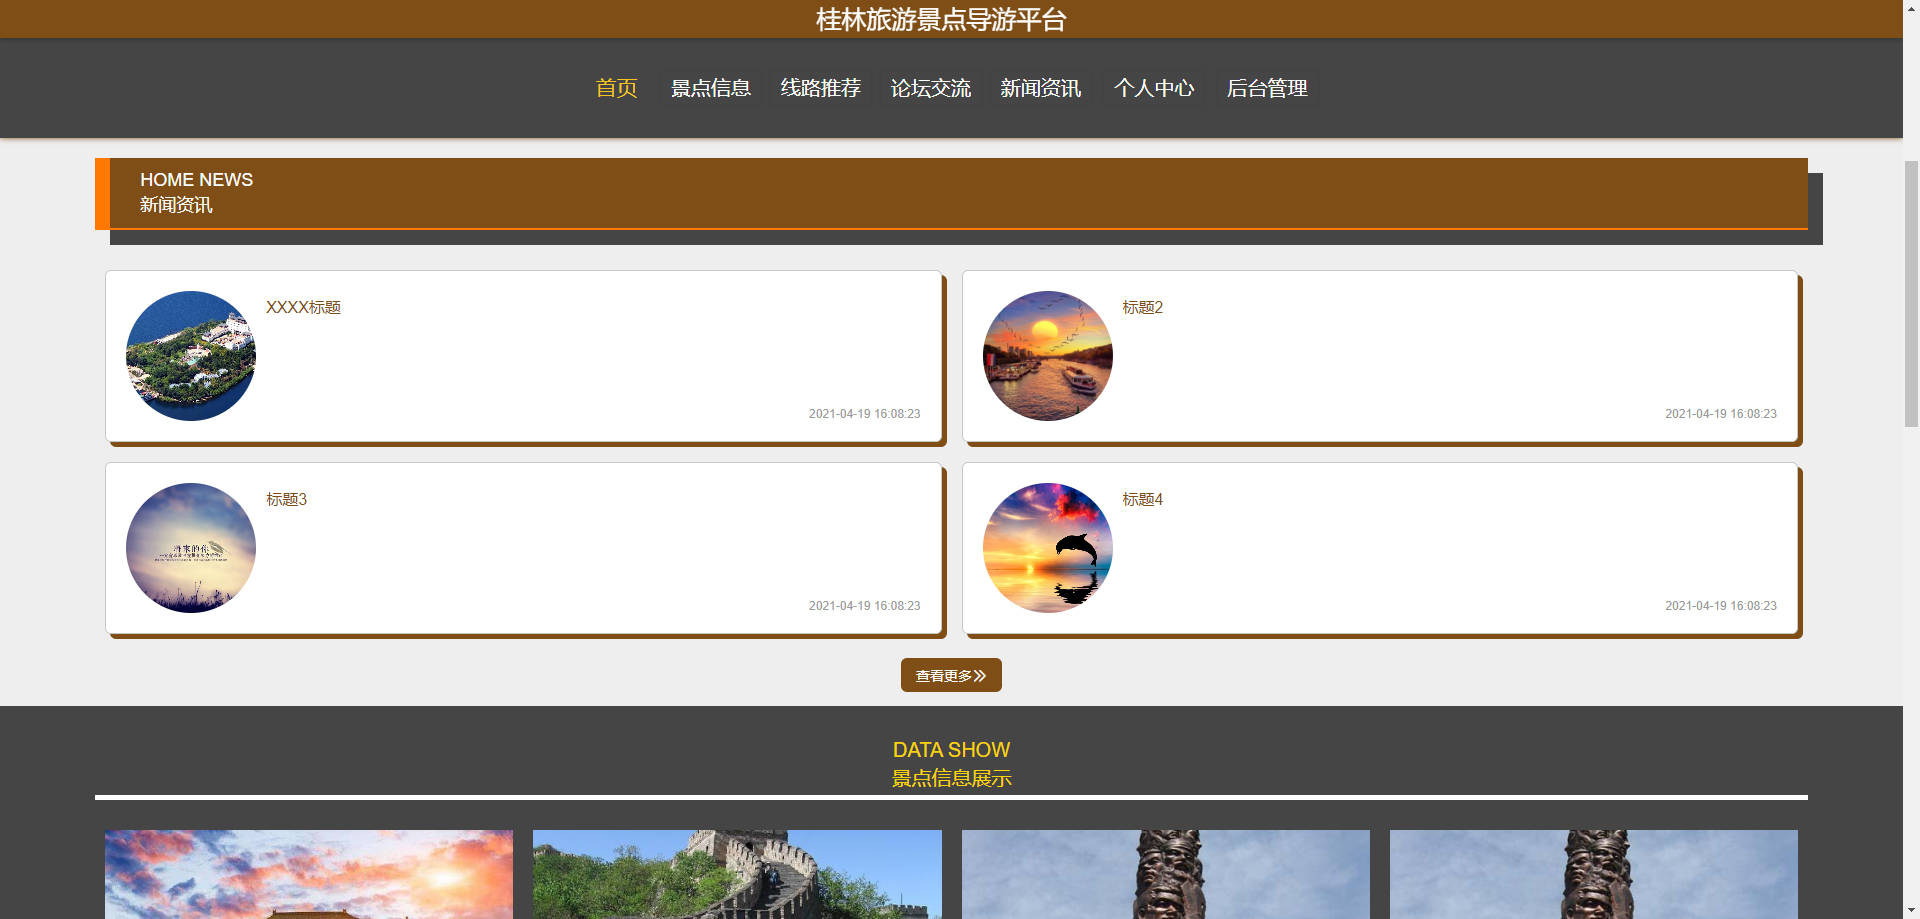 桂林旅游景点导游平台
首页 景点信息 线路推荐 论坛交流 新闻资讯 个人中心 后台管理
HOME NEWS
新闻资讯
XXXX标题
2021-04-19 16:08:23
标题2
2021-04-19 16:08:23
标题3
2021-04-19 16:08:23
标题4
2021-04-19 16:08:23
查看更多
DATA SHOW
景点信息展示